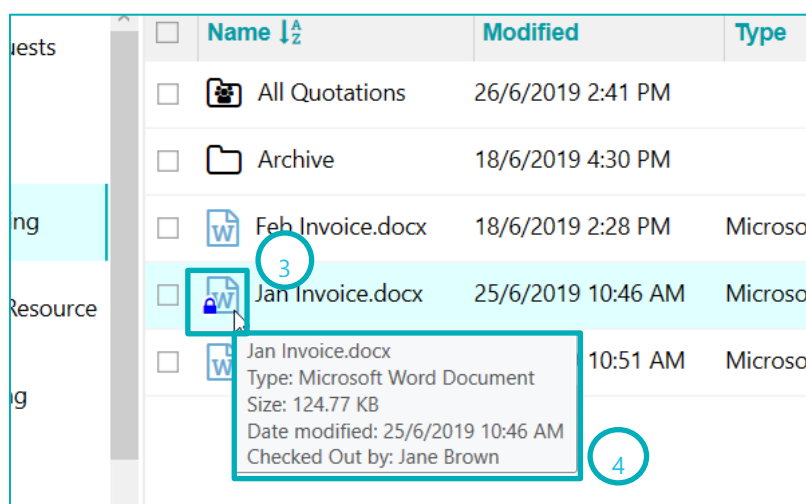 uests
Name Modified Type
All Quotations 26/6/2019 2:41 PM
Archive 18/6/2019 4:30 PM
ng
Feb Invoice.docx 18/6/2019 2:28 PM Microso
3
Jan Invoice.docx 25/6/2019 10:46 AM Microso
Resource
10:51 AM Microso
Jan Invoice.docx
Type: Microsoft Word Document
Size: 124.77 KB
Date modified: 25/6/2019 10:46 AM
Checked Out by: Jane Brown
g
4